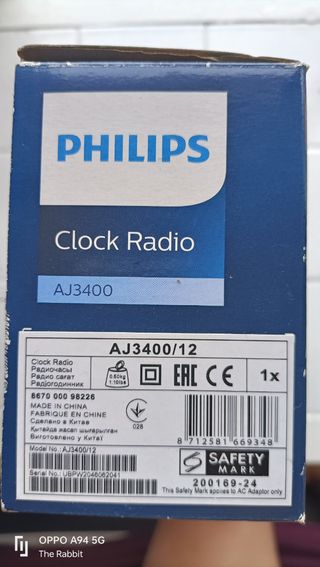 PHILIPS
Clock Radio
AJ3400
AJ3400/12
Clock Radio
Радиочасы
Радио сағат
Радіогодинник
0.50kg
1.10lbs
EAC CE
1x
8670 000 98226
MADE IN CHINA
FABRIQUE EN CHINE
Сделано в Китае
Қытайда жасап шығарылған
Виготовлено у Китаї
028
8 712581 669348
Model No.: AJ3400/12
Serial No.: UBPW2046062041
SAFETY
MARK
200169-24
This Safety Mark applies to AC Adaptor only
OPPO A94 5G
The Rabbit